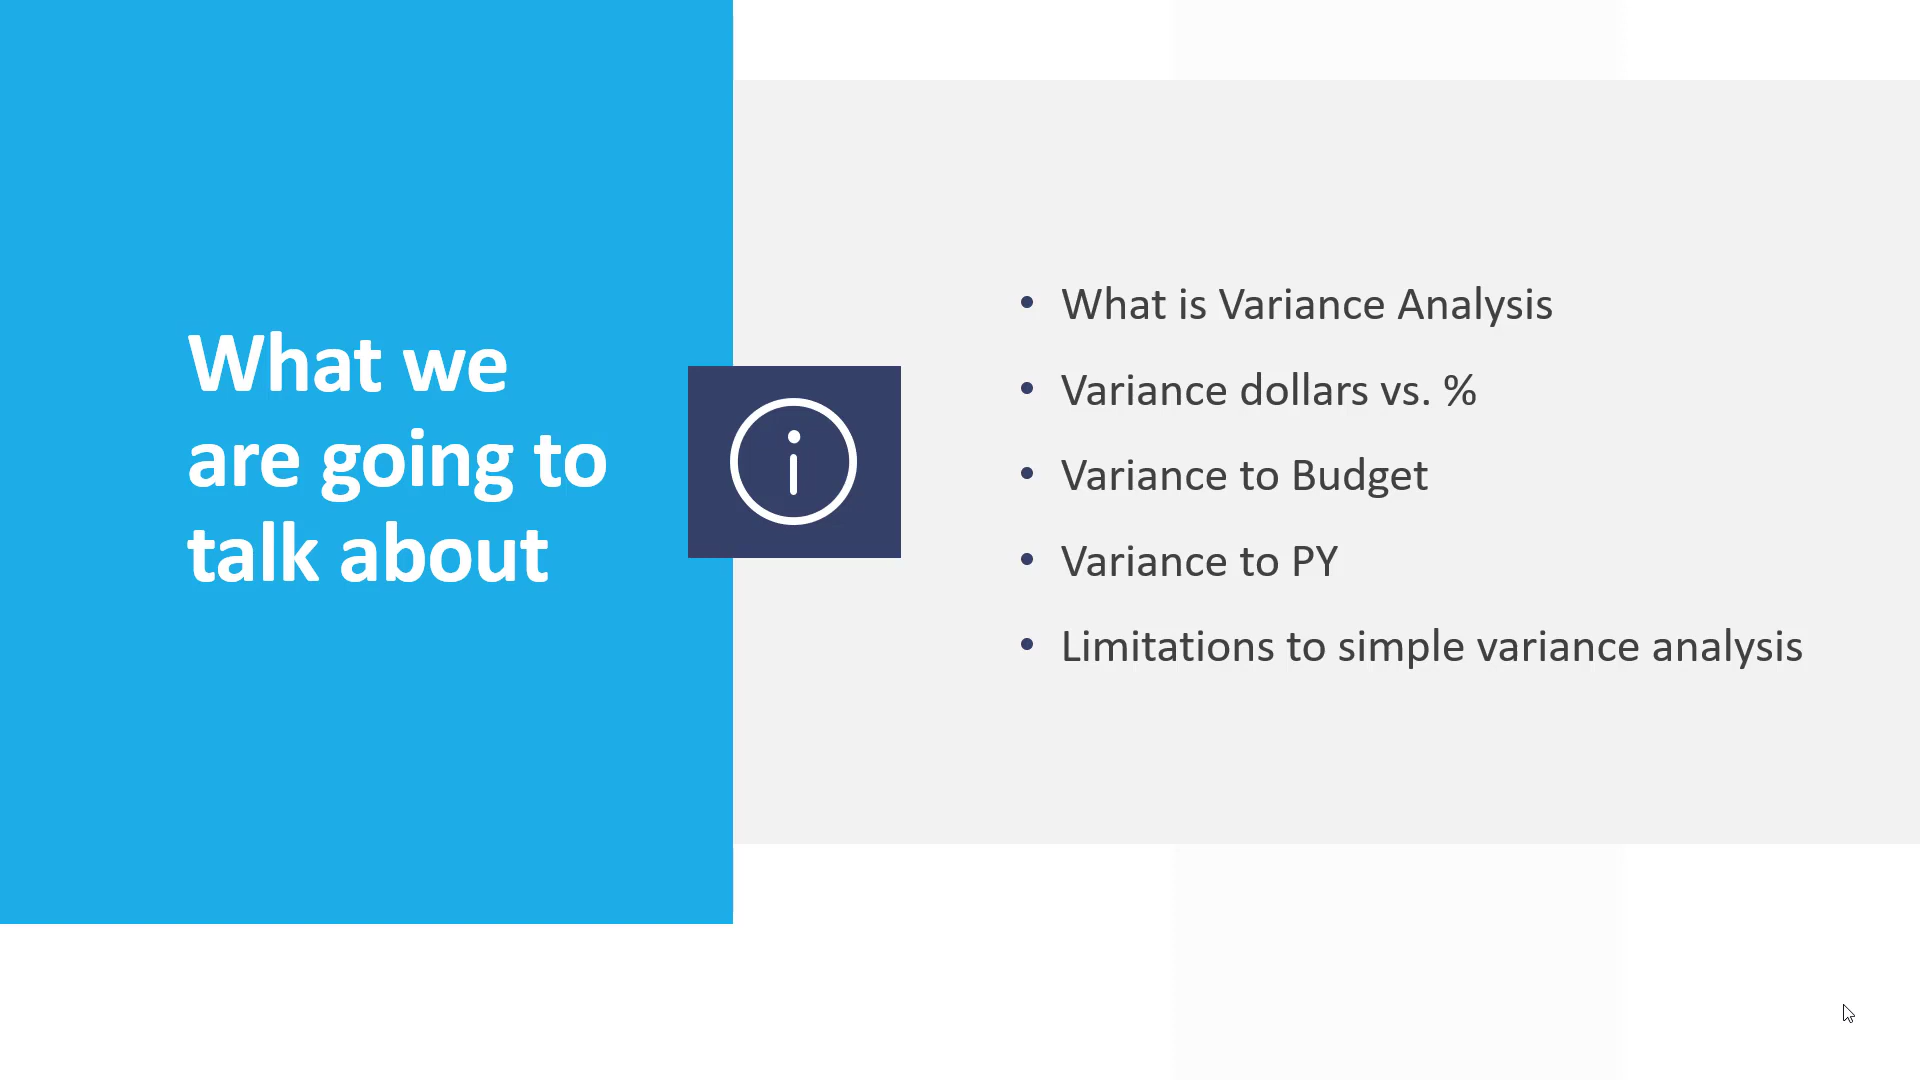 What we
are going to
talk about
• What is Variance Analysis
• Variance dollars vs. %
• Variance to Budget
• Variance to PY
• Limitations to simple variance analysis